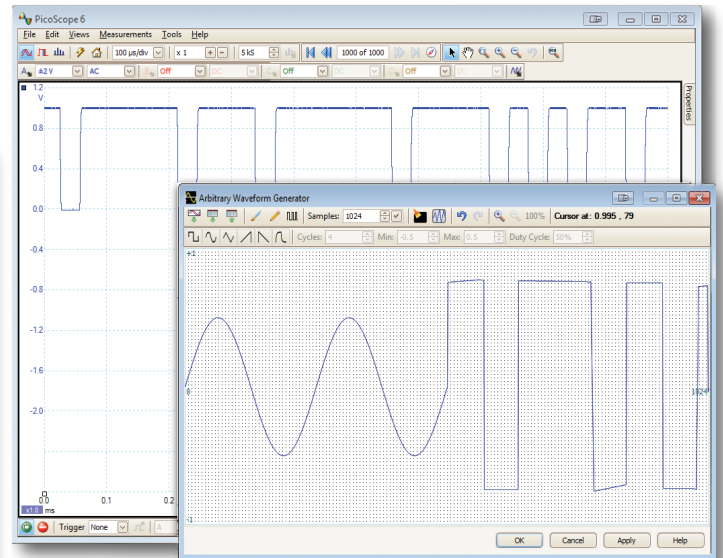 PicoScope 6
File Edit Views Measurements Tools Help
100 µs/div x 1 5 kS 1000 of 1000
A ±2 V AC Off DC Off DC Off DC
1.2
V
0.8
0.4
0.0
-0.4
-0.8
-1.2
-1.6
-2.0
0.0 0.1 0.2
x1.0 ms
Trigger None A
Properties
Arbitrary Waveform Generator
Samples: 1024 100% Cursor at: 0.995 , 79
Cycles: 4 Min: -0.5 Max: 0.5 Duty Cycle: 50%
+1
0 1024
-1
OK Cancel Apply Help